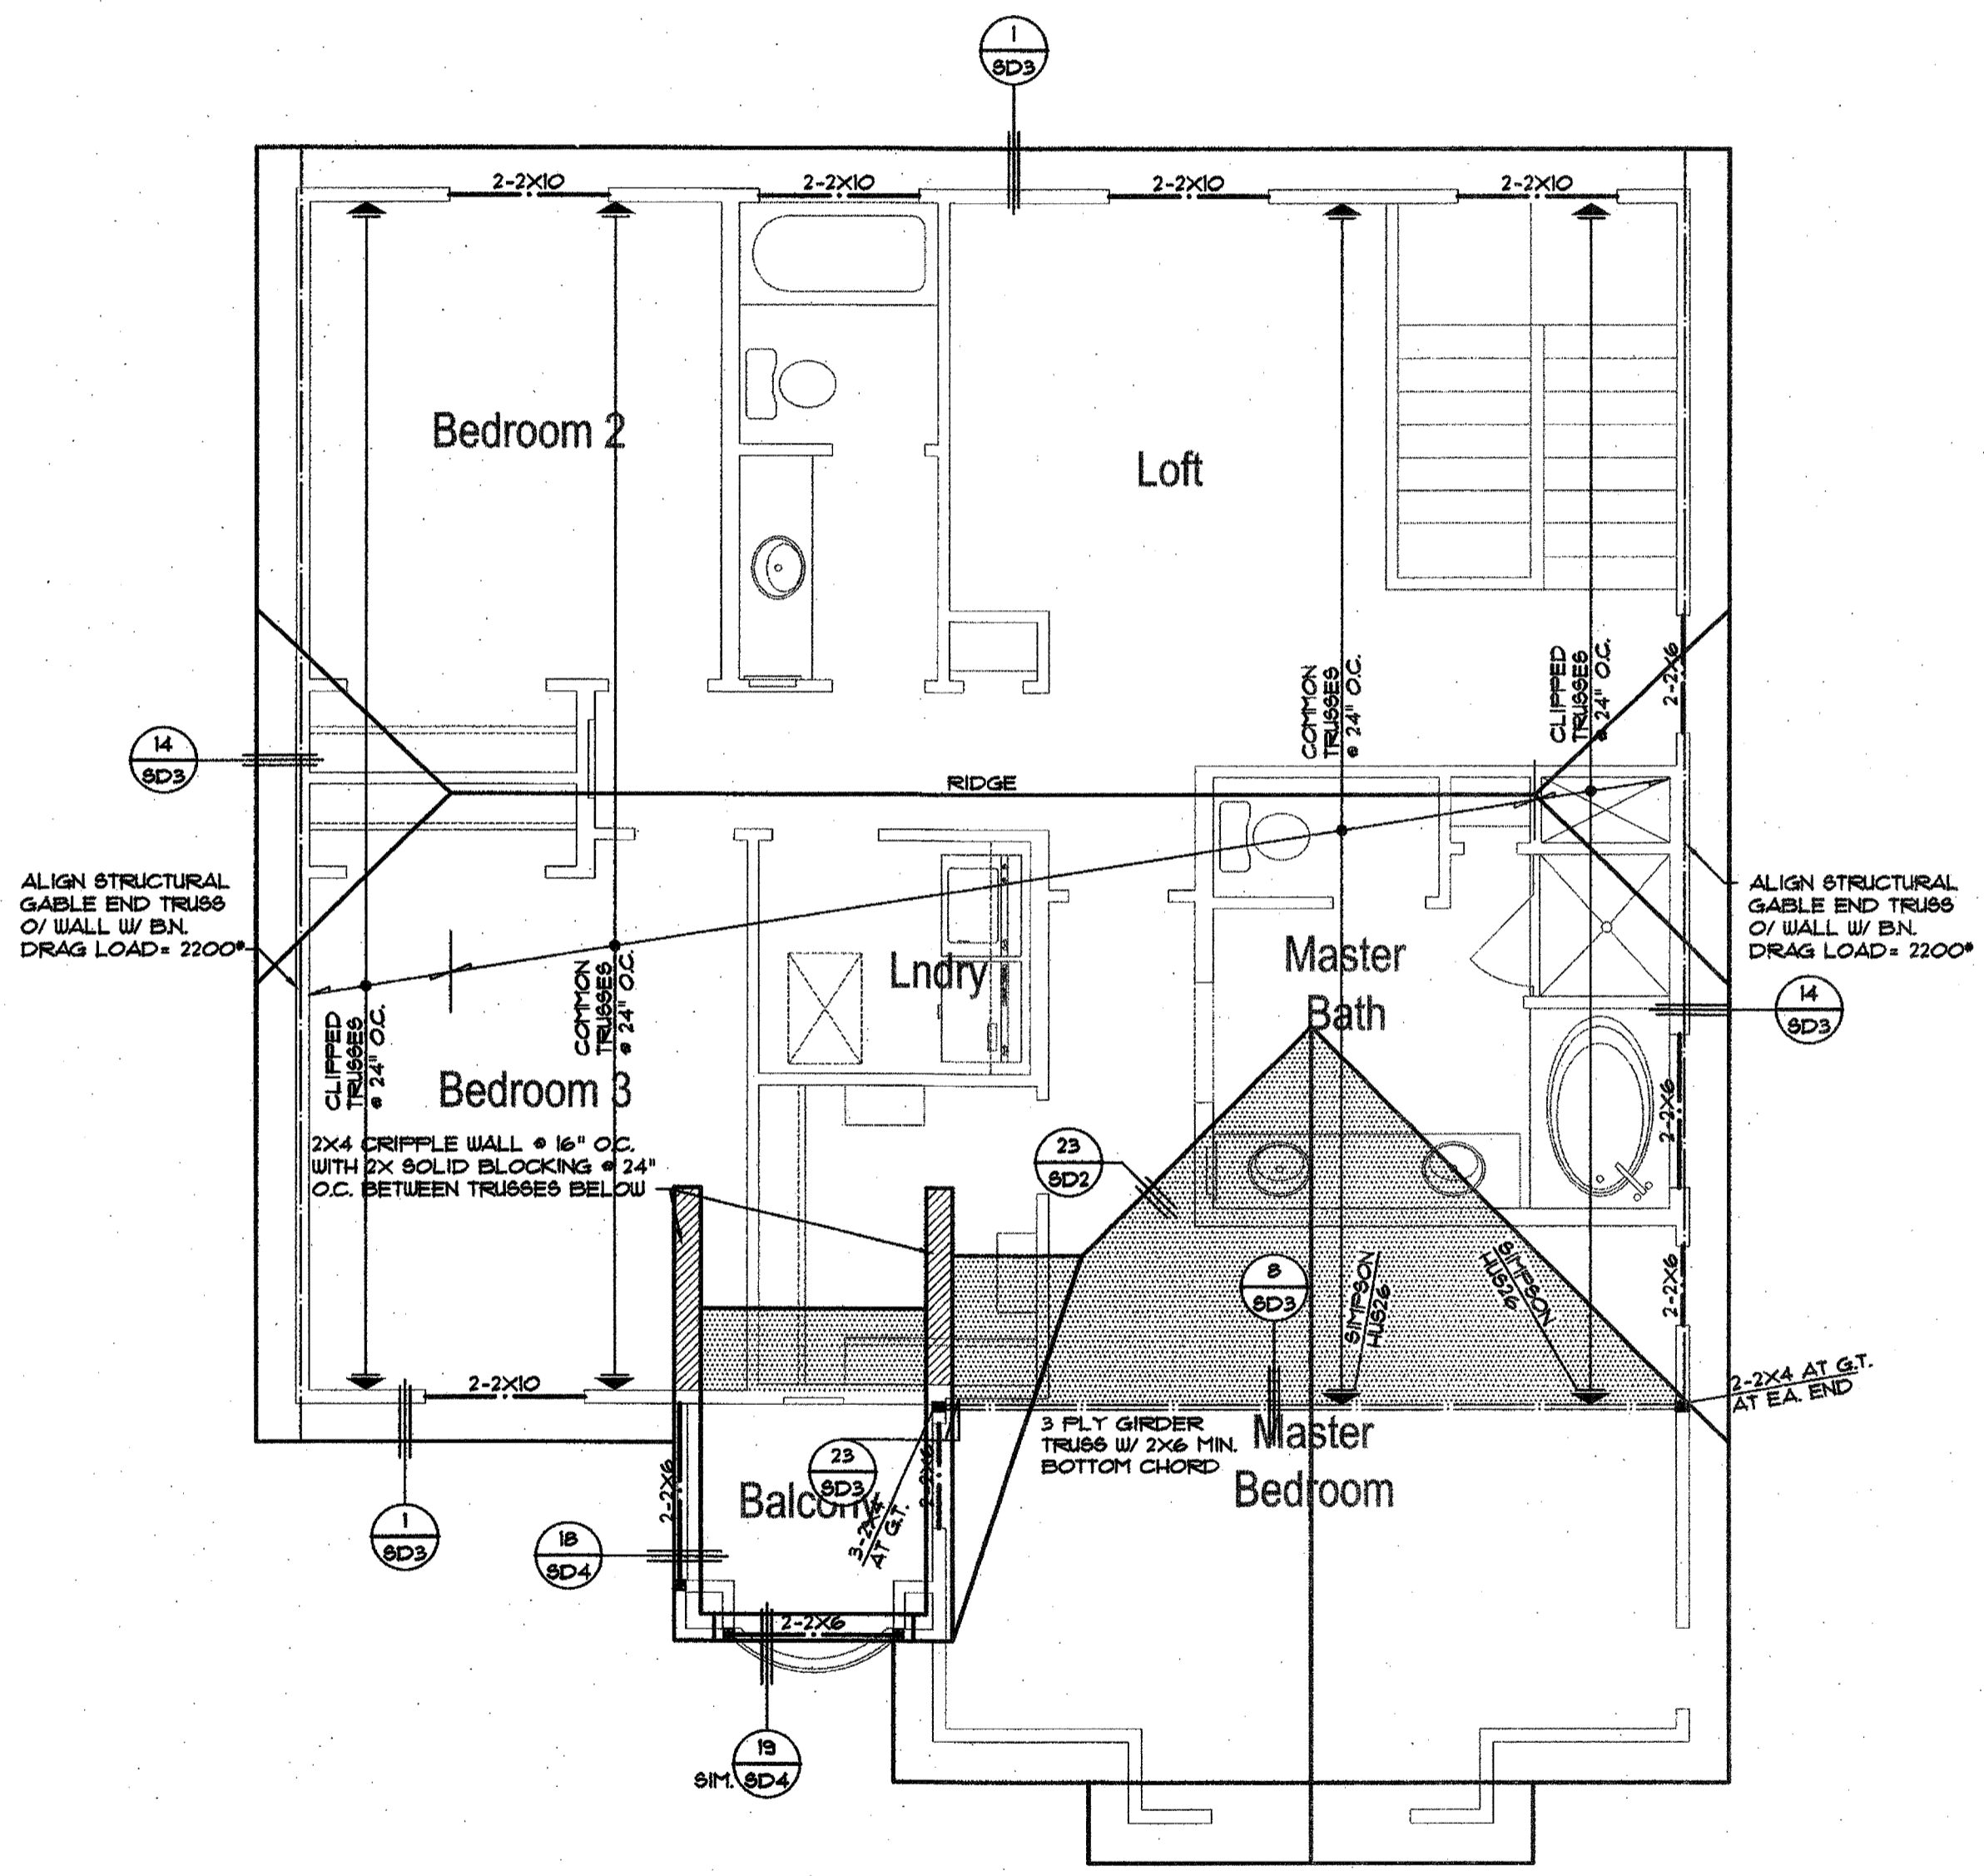 1
SD3
2-2X10
2-2X10
2-2X10
2-2X10
Bedroom 2
Loft
COMMON
TRUSSES
@ 24" O.C.
CLIPPED
TRUSSES
@ 24" O.C.
2-2X6
14
SD3
RIDGE
ALIGN STRUCTURAL
GABLE END TRUSS
O/ WALL W/ B.N.
DRAG LOAD= 2200#
ALIGN STRUCTURAL
GABLE END TRUSS
O/ WALL W/ B.N.
DRAG LOAD= 2200#
Lndry
Master
Bath
14
SD3
CLIPPED
TRUSSES
@ 24" O.C.
COMMON
TRUSSES
@ 24" O.C.
Bedroom 3
2-2X6
2X4 CRIPPLE WALL @ 16" O.C.
WITH 2X SOLID BLOCKING @ 24"
O.C. BETWEEN TRUSSES BELOW
23
SD2
8
SD3
SIMPSON
HUS26
SIMPSON
HUS26
2-2X6
2-2X10
2-2X4 AT G.T.
AT EA. END
3 PLY GIRDER
TRUSS W/ 2X6 MIN.
BOTTOM CHORD
Master
Bedroom
23
SD3
2-2X6
2-2X6
Balcony
3-2X4
AT G.T.
1
SD3
18
SD4
2-2X6
19
SIM. SD4